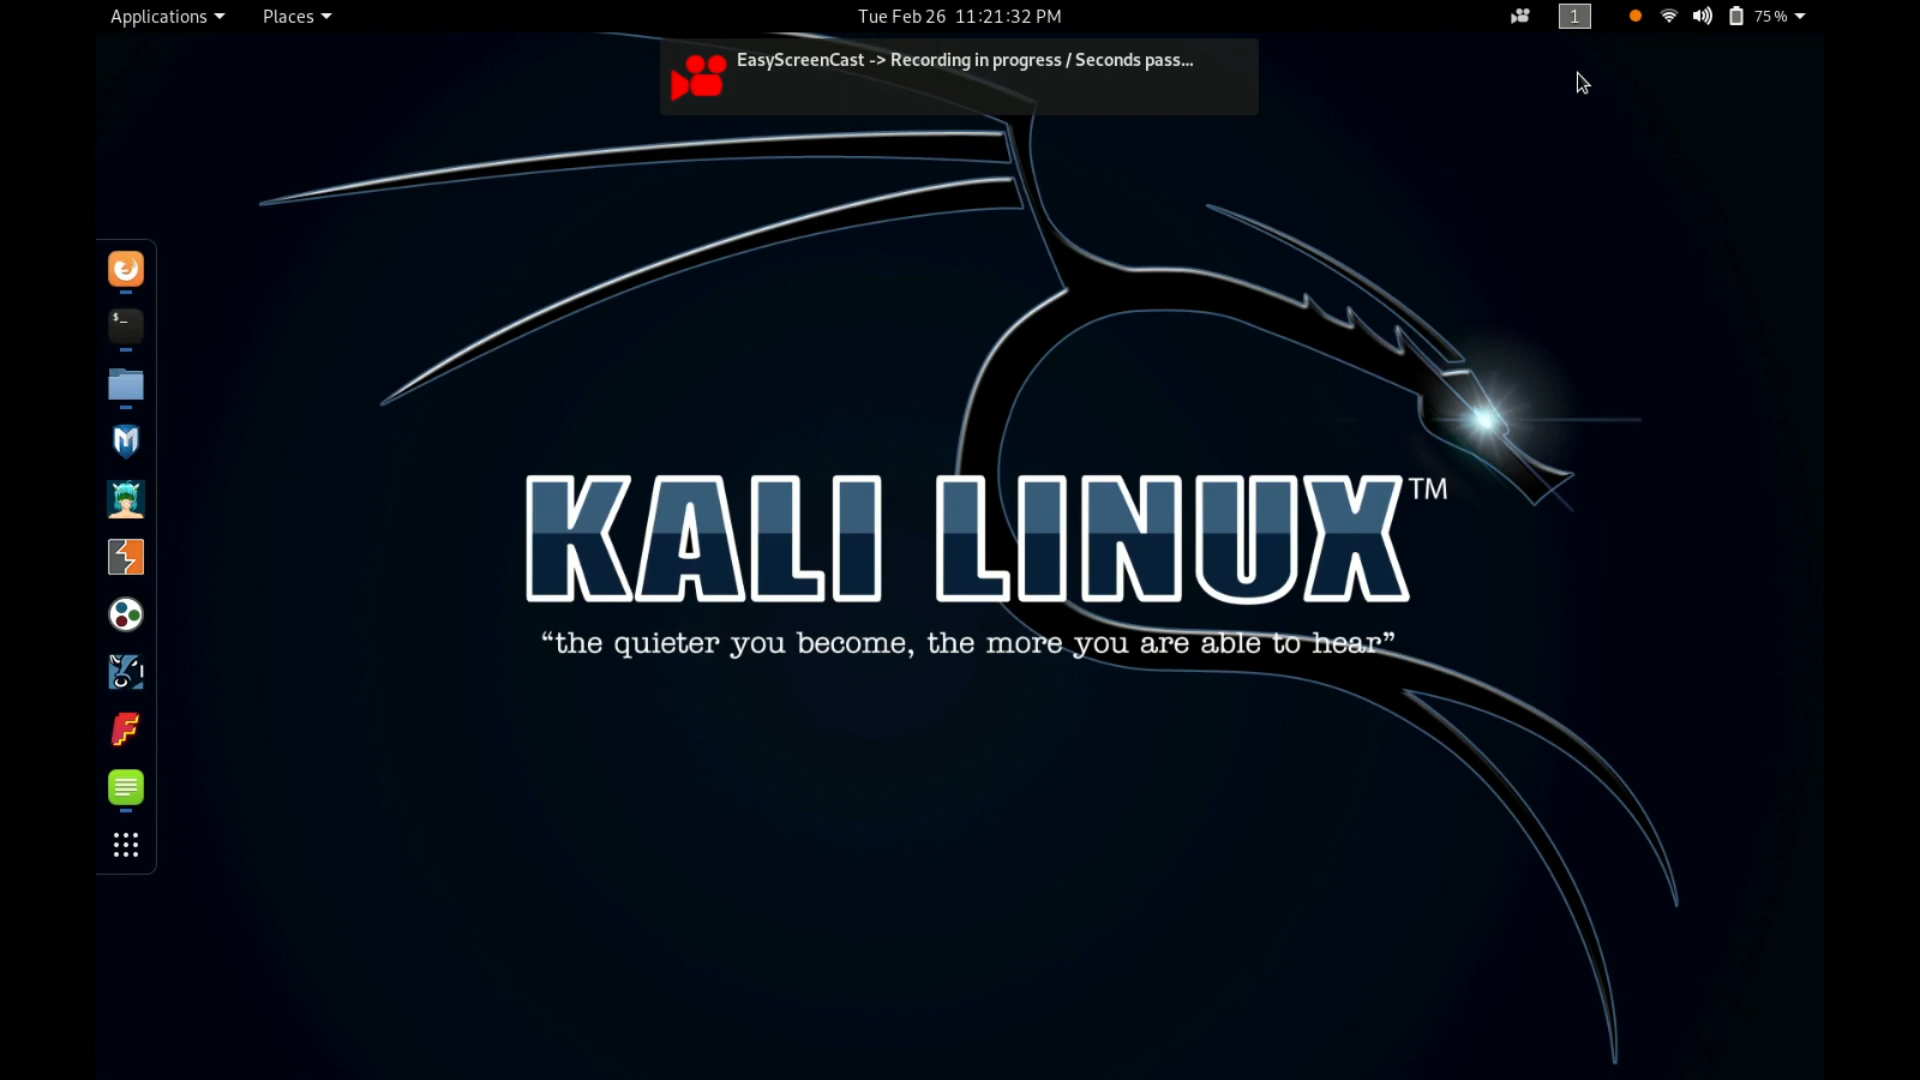 Applications Places Tue Feb 26 11:21:32 PM 1 75 %
EasyScreenCast -> Recording in progress / Seconds pass...
$_
KALI LINUX™
“the quieter you become, the more you are able to hear”